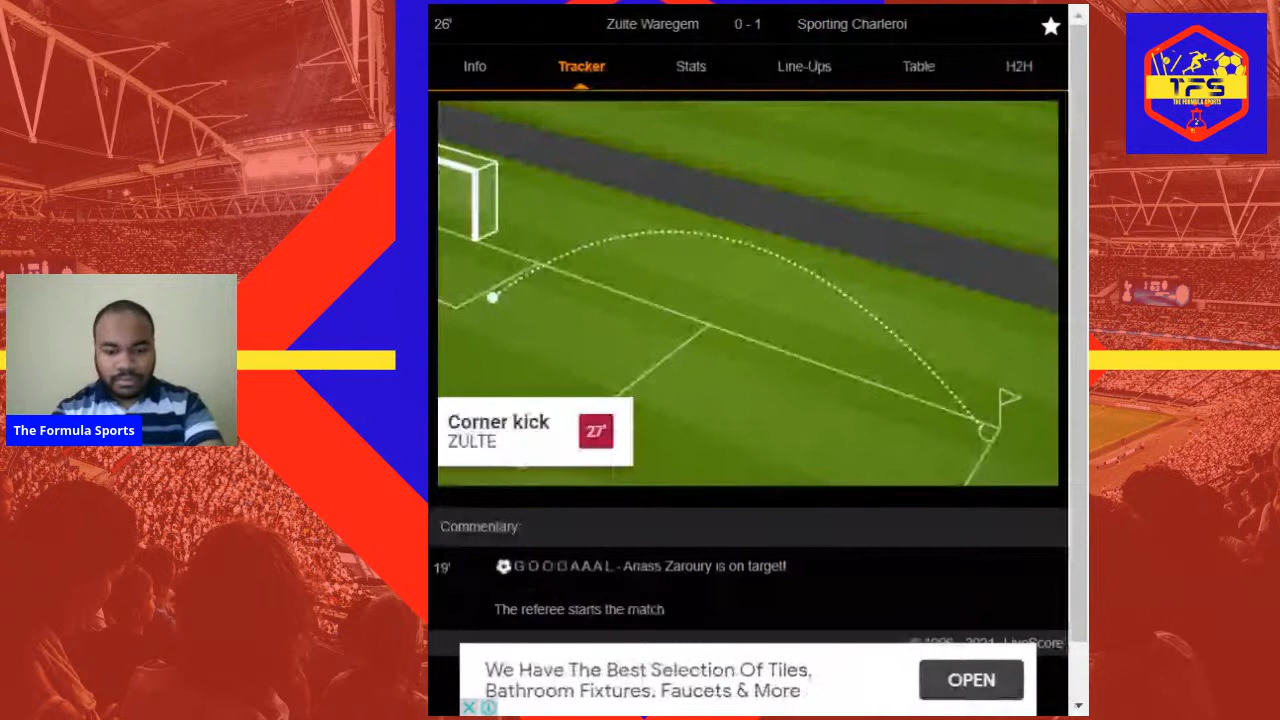 26' Zulte Waregem 0 - 1 Sporting Charleroi
Info Tracker Stats Line-Ups Table H2H
TFS
THE FORMULA SPORTS
The Formula Sports
Corner kick
ZULTE
27'
Commentary:
19' G O O O A A A L - Anass Zaroury is on target!
The referee starts the match
LiveScore
We Have The Best Selection Of Tiles,
Bathroom Fixtures, Faucets & More
OPEN